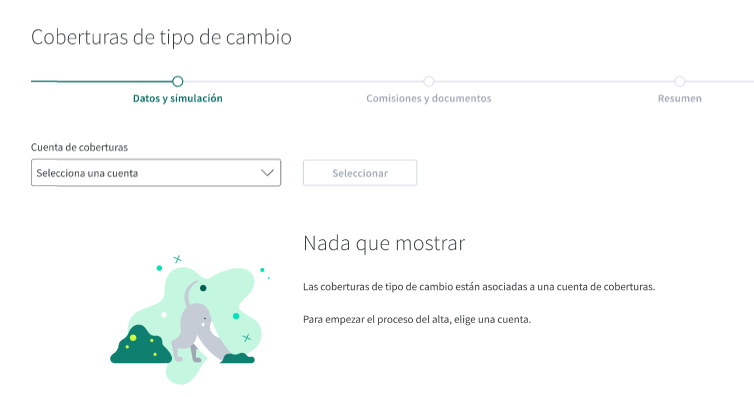 Coberturas de tipo de cambio
Datos y simulación
Comisiones y documentos
Resumen
Cuenta de coberturas
Selecciona una cuenta
Seleccionar
Nada que mostrar
Las coberturas de tipo de cambio están asociadas a una cuenta de coberturas.
Para empezar el proceso del alta, elige una cuenta.